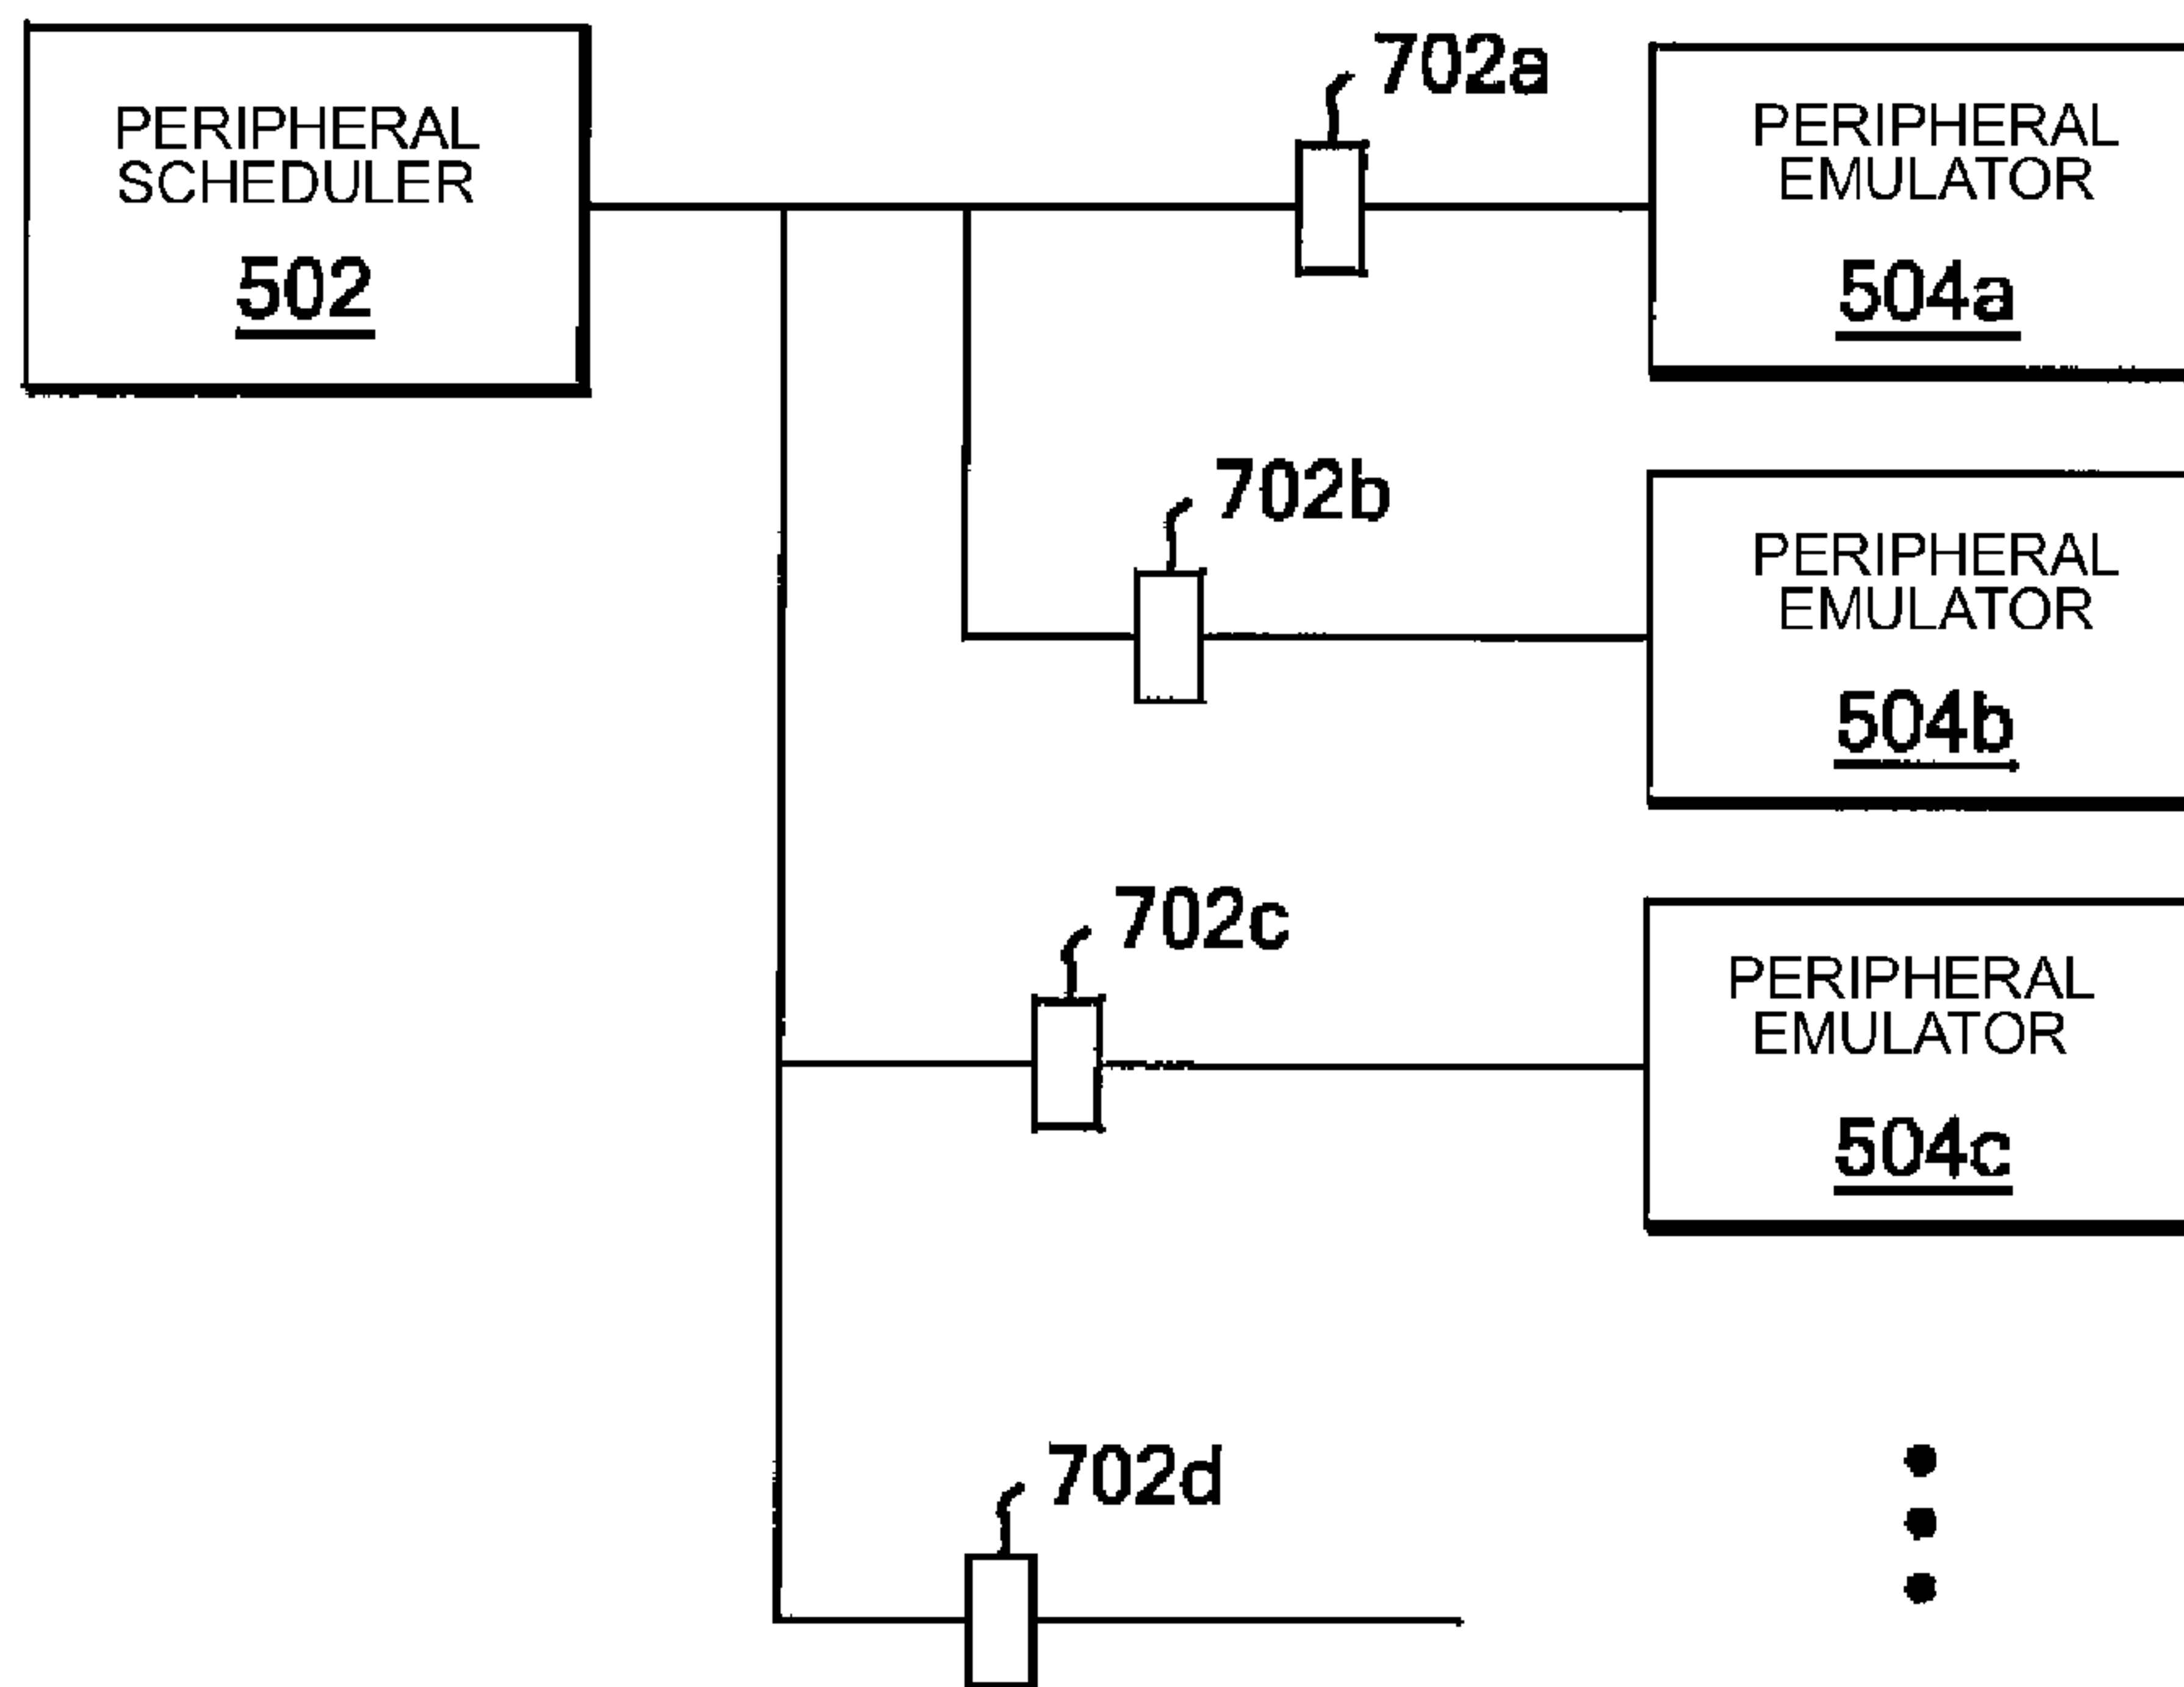 702a
PERIPHERAL
SCHEDULER
502
PERIPHERAL
EMULATOR
504a
702b
PERIPHERAL
EMULATOR
504b
702c
PERIPHERAL
EMULATOR
504c
702d